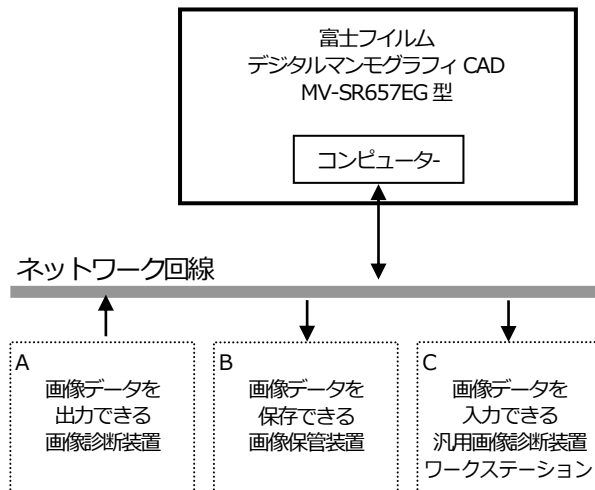 富士フイルム
デジタルマンモグラフィ CAD
MV-SR657EG 型
コンピュータ-
ネットワーク回線
A
画像データを
出力できる
画像診断装置
B
画像データを
保存できる
画像保管装置
C
画像データを
入力できる
汎用画像診断装置
ワークステーション